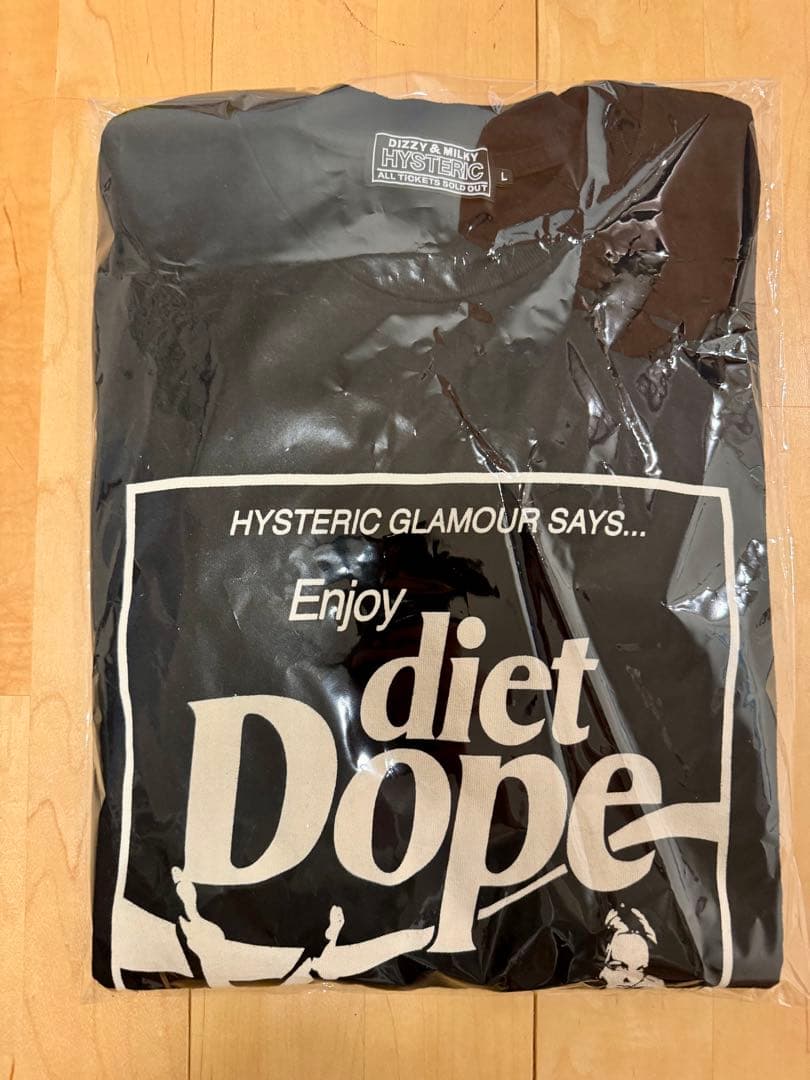 DIZZY & MILKY
HYSTERIC
ALL TICKETS SOLD OUT
L
HYSTERIC GLAMOUR SAYS...
Enjoy
diet
Dope